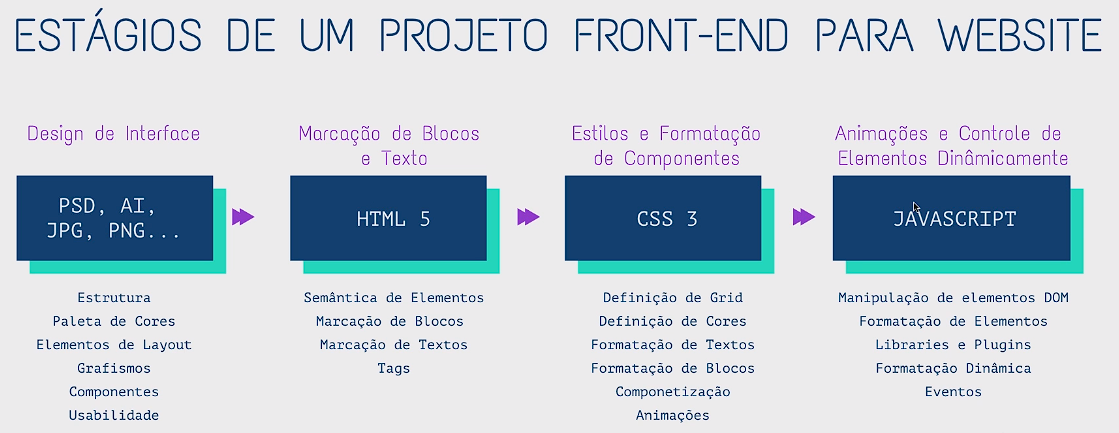 ESTÁGIOS DE UM PROJETO FRONT-END PARA WEBSITE
Design de Interface
PSD, AI,
JPG, PNG...
Estrutura
Paleta de Cores
Elementos de Layout
Grafismos
Componentes
Usabilidade
Marcação de Blocos
e Texto
HTML 5
Semântica de Elementos
Marcação de Blocos
Marcação de Textos
Tags
Estilos e Formatação
de Componentes
CSS 3
Definição de Grid
Definição de Cores
Formatação de Textos
Formatação de Blocos
Componetização
Animações
Animações e Controle de
Elementos Dinâmicamente
JAVASCRIPT
Manipulação de elementos DOM
Formatação de Elementos
Libraries e Plugins
Formatação Dinâmica
Eventos